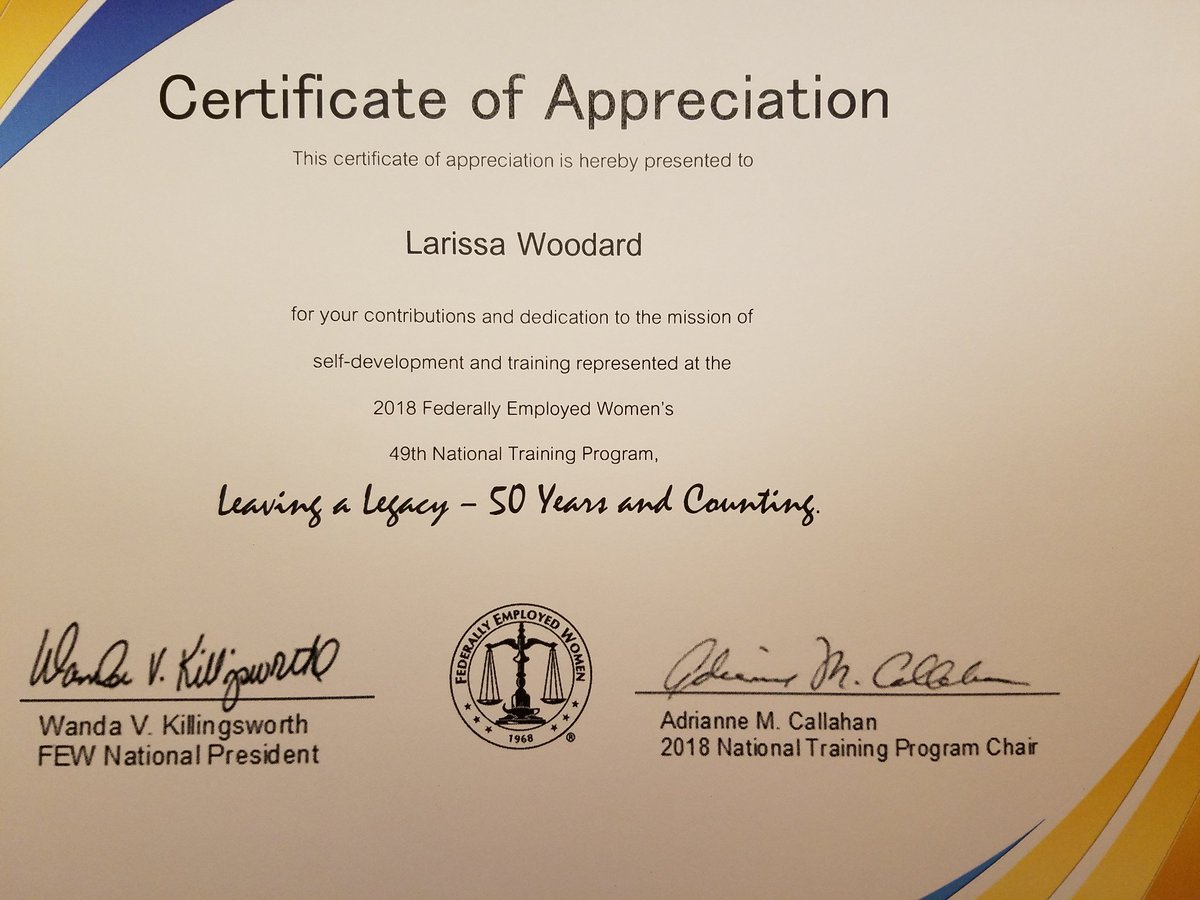 Certificate of Appreciation
This certificate of appreciation is hereby presented to
Larissa Woodard
for your contributions and dedication to the mission of
self-development and training represented at the
2018 Federally Employed Women's
49th National Training Program,
Leaving a Legacy – 50 Years and Counting.
Wanda V. Killingsworth
Wanda V. Killingsworth
FEW National President
FEDERALLY EMPLOYED WOMEN
1968 ®
Adrianne M. Callahan
Adrianne M. Callahan
2018 National Training Program Chair